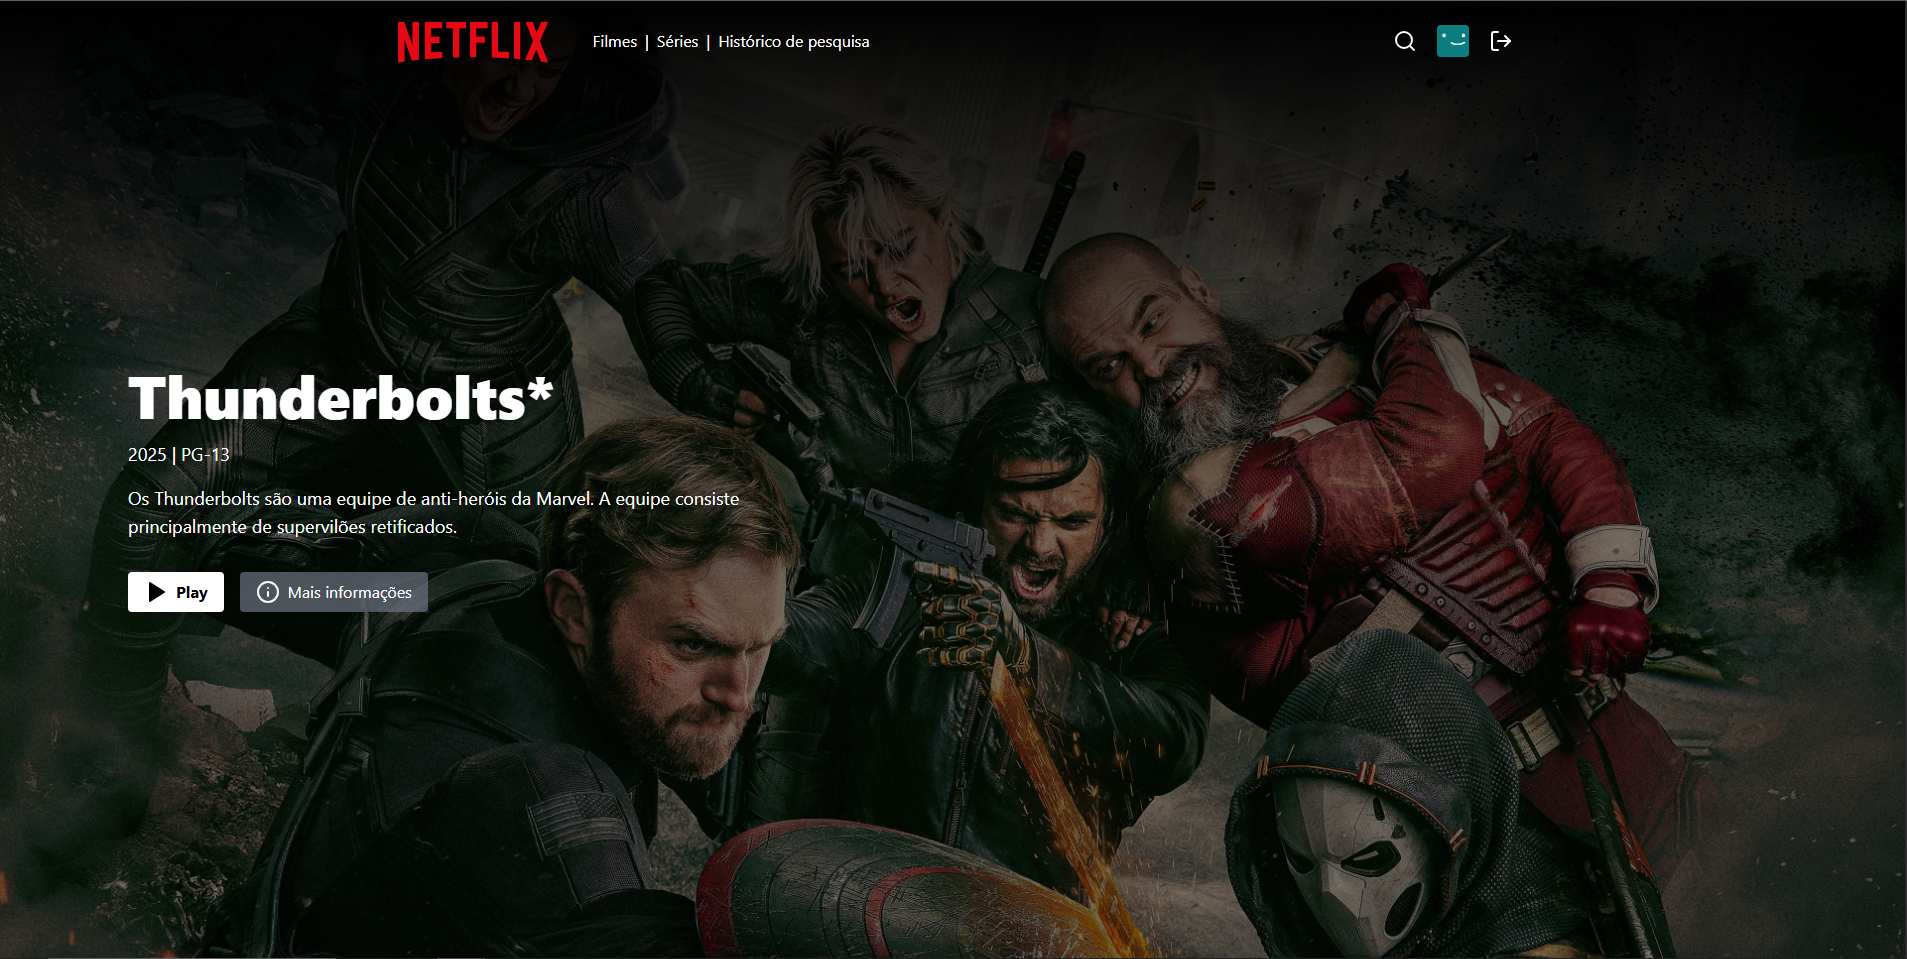 NETFLIX
Filmes | Séries | Histórico de pesquisa
Thunderbolts*
2025 | PG-13
Os Thunderbolts são uma equipe de anti-heróis da Marvel. A equipe consiste
principalmente de supervilões retificados.
Play
Mais informações